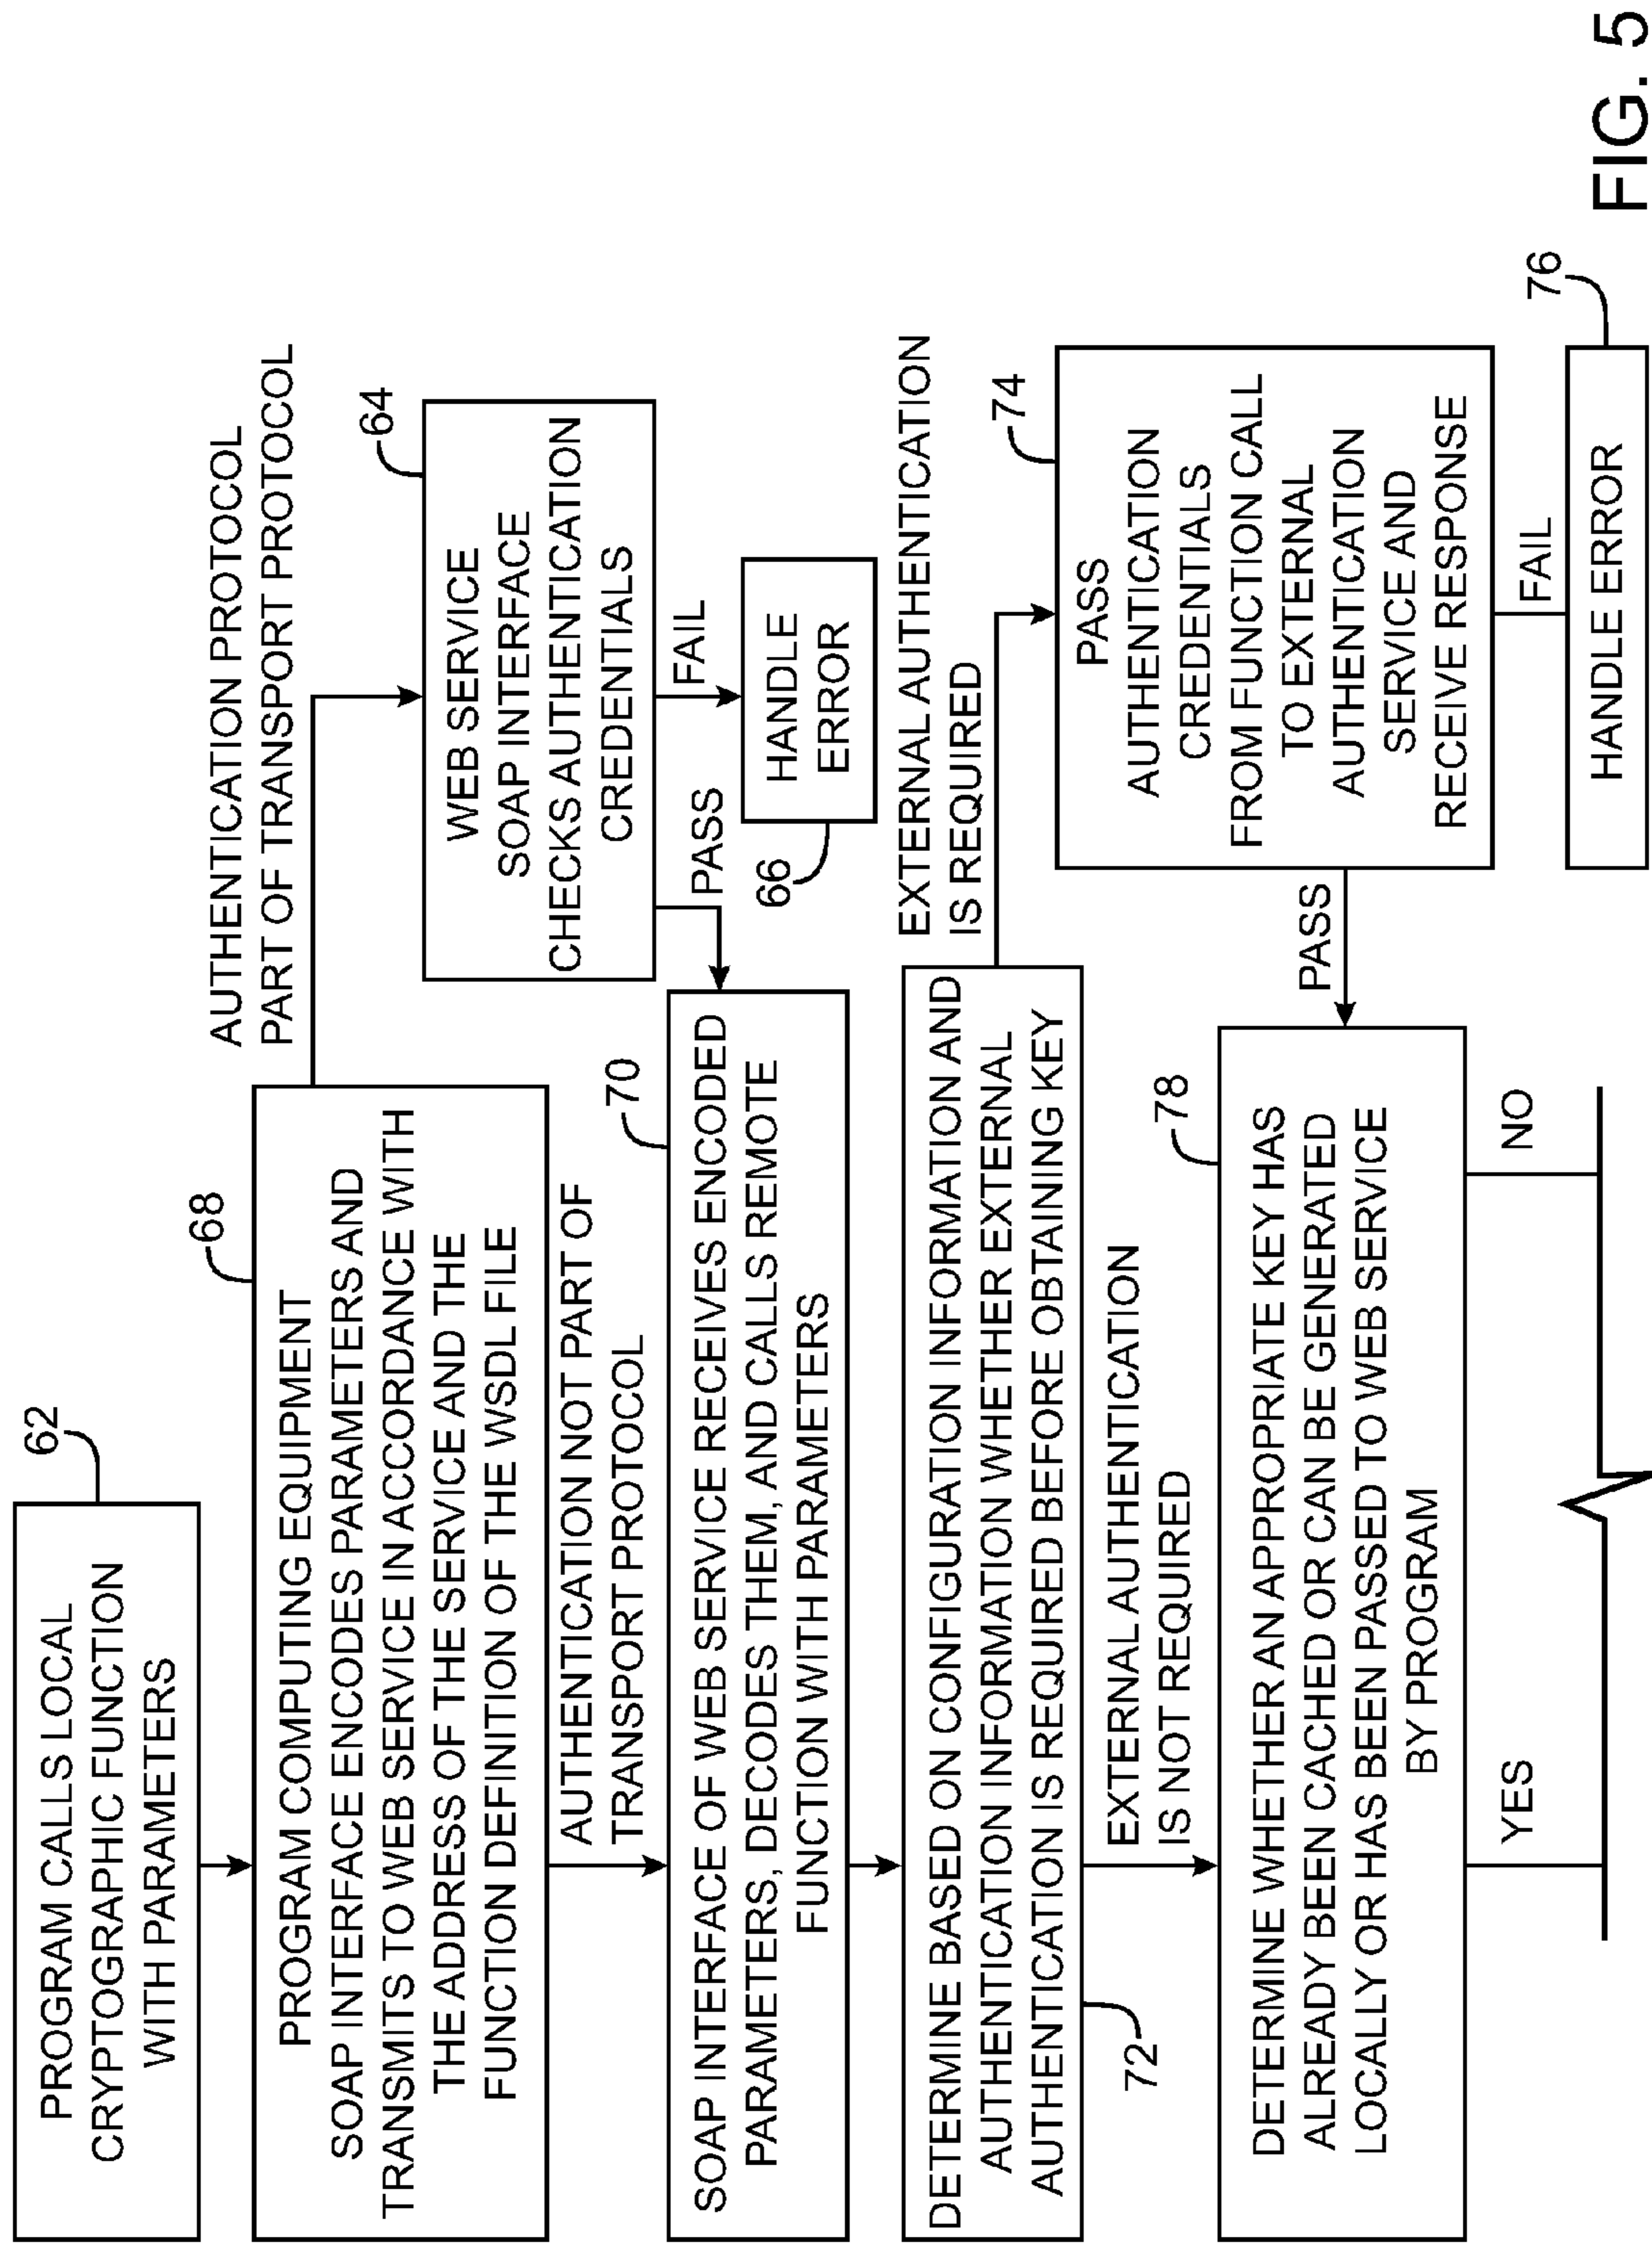 62
PROGRAM CALLS LOCAL
CRYPTOGRAPHIC FUNCTION
WITH PARAMETERS
68
PROGRAM COMPUTING EQUIPMENT
SOAP INTERFACE ENCODES PARAMETERS AND
TRANSMITS TO WEB SERVICE IN ACCORDANCE WITH
THE ADDRESS OF THE SERVICE AND THE
FUNCTION DEFINITION OF THE WSDL FILE
AUTHENTICATION PROTOCOL
PART OF TRANSPORT PROTOCOL
64
WEB SERVICE
SOAP INTERFACE
CHECKS AUTHENTICATION
CREDENTIALS
PASS
FAIL
66
HANDLE
ERROR
AUTHENTICATION NOT PART OF
TRANSPORT PROTOCOL
70
SOAP INTERFACE OF WEB SERVICE RECEIVES ENCODED
PARAMETERS, DECODES THEM, AND CALLS REMOTE
FUNCTION WITH PARAMETERS
DETERMINE BASED ON CONFIGURATION INFORMATION AND
AUTHENTICATION INFORMATION WHETHER EXTERNAL
AUTHENTICATION IS REQUIRED BEFORE OBTAINING KEY
72
EXTERNAL AUTHENTICATION
IS REQUIRED
74
PASS
AUTHENTICATION
CREDENTIALS
FROM FUNCTION CALL
TO EXTERNAL
AUTHENTICATION
SERVICE AND
RECEIVE RESPONSE
PASS
FAIL
76
HANDLE ERROR
EXTERNAL AUTHENTICATION
IS NOT REQUIRED
78
DETERMINE WHETHER AN APPROPRIATE KEY HAS
ALREADY BEEN CACHED OR CAN BE GENERATED
LOCALLY OR HAS BEEN PASSED TO WEB SERVICE
BY PROGRAM
YES
NO
FIG. 5